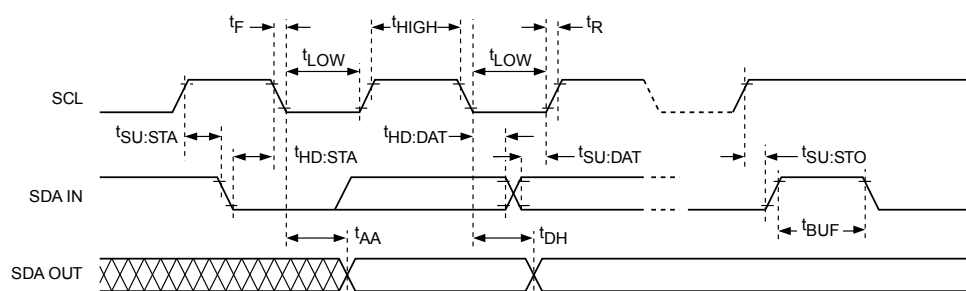 tF
tHIGH
tR
tLOW
tLOW
SCL
tSU:STA
tHD:STA
tHD:DAT
tSU:DAT
tSU:STO
SDA IN
tBUF
tAA
tDH
SDA OUT